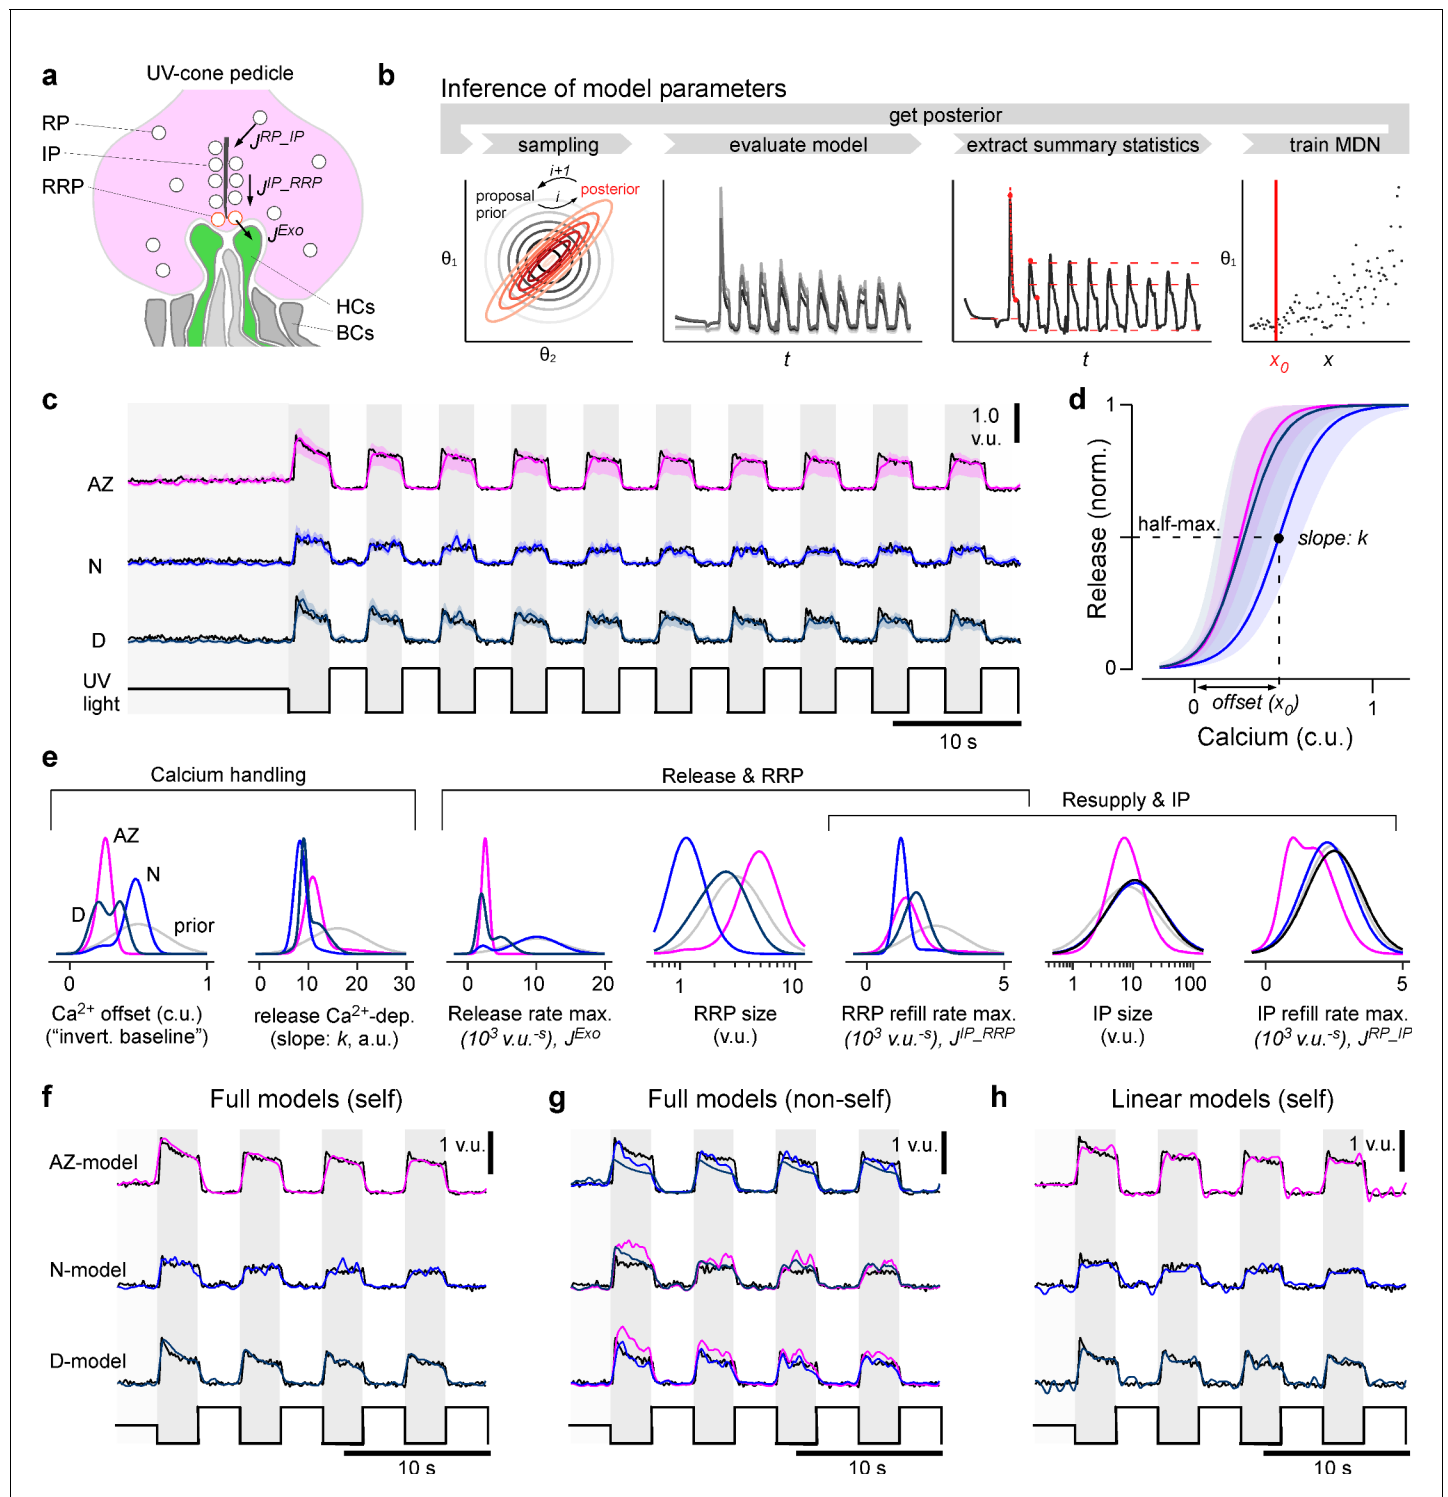 a
UV-cone pedicle
RP
IP
RRP
J^RP_IP
J^IP_RRP
J^Exo
HCs
BCs
b
Inference of model parameters
get posterior
sampling
evaluate model
extract summary statistics
train MDN
i+1
i
proposal
prior
posterior
θ1
θ2
t
t
θ1
x0
x
c
1.0
v.u.
AZ
N
D
UV
light
10 s
d
1
Release (norm.)
half-max.
slope: k
0
0
offset (x0)
1
Calcium (c.u.)
e
Calcium handling
Release & RRP
Resupply & IP
AZ
N
D
prior
0 1
0 10 20 30
0 10 20
1 10
0 5
1 10 100
0 5
Ca2+ offset (c.u.)
("invert. baseline")
release Ca2+-dep.
(slope: k, a.u.)
Release rate max.
(10^3 v.u.^-s), J^Exo
RRP size
(v.u.)
RRP refill rate max.
(10^3 v.u.^-s), J^IP_RRP
IP size
(v.u.)
IP refill rate max.
(10^3 v.u.^-s), J^RP_IP
f
Full models (self)
1 v.u.
AZ-model
N-model
D-model
10 s
g
Full models (non-self)
1 v.u.
10 s
h
Linear models (self)
1 v.u.
10 s